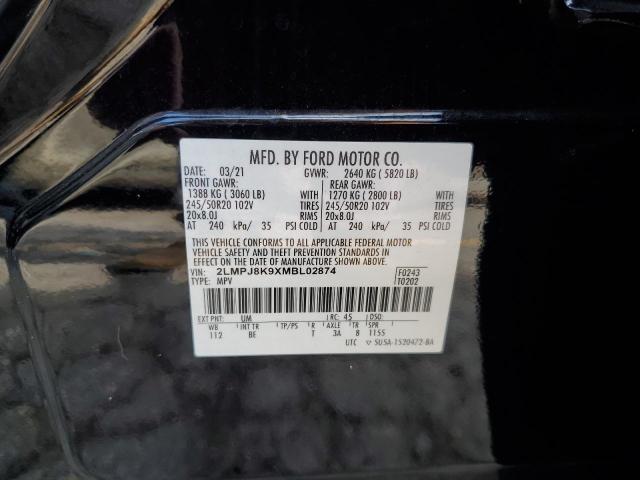 MFD. BY FORD MOTOR CO.
DATE: 03/21 GVWR: 2640 KG ( 5820 LB)
FRONT GAWR: REAR GAWR:
1388 KG ( 3060 LB) WITH 1270 KG ( 2800 LB) WITH
245/50R20 102V TIRES 245/50R20 102V TIRES
20x8.0J RIMS 20x8.0J RIMS
AT 240 kPa/ 35 PSI COLD AT 240 kPa/ 35 PSI COLD
THIS VEHICLE CONFORMS TO ALL APPLICABLE FEDERAL MOTOR
VEHICLE SAFETY AND THEFT PREVENTION STANDARDS IN EFFECT
ON THE DATE OF MANUFACTURE SHOWN ABOVE.
VIN: 2LMPJ8K9XMBL02874 F0243
TYPE: MPV T0202
EXT PNT: UM RC: 45 DSO:
WB INT TR TP/PS R AXLE TR SPR
112 BE T 3A 8 1155
UTC ▽ 5U5A-1520472-BA